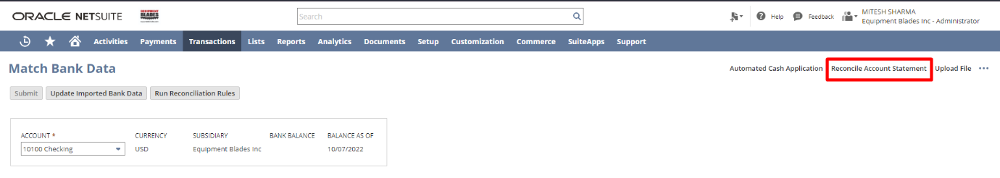 ORACLE NETSUITE
EQUIPMENT
BLADES
Search
Help
Feedback
MITESH SHARMA
Equipment Blades Inc - Administrator
Activities Payments Transactions Lists Reports Analytics Documents Setup Customization Commerce SuiteApps Support
Match Bank Data
Automated Cash Application Reconcile Account Statement Upload File
Submit Update Imported Bank Data Run Reconciliation Rules
ACCOUNT * CURRENCY SUBSIDIARY BANK BALANCE BALANCE AS OF
10100 Checking USD Equipment Blades Inc 10/07/2022